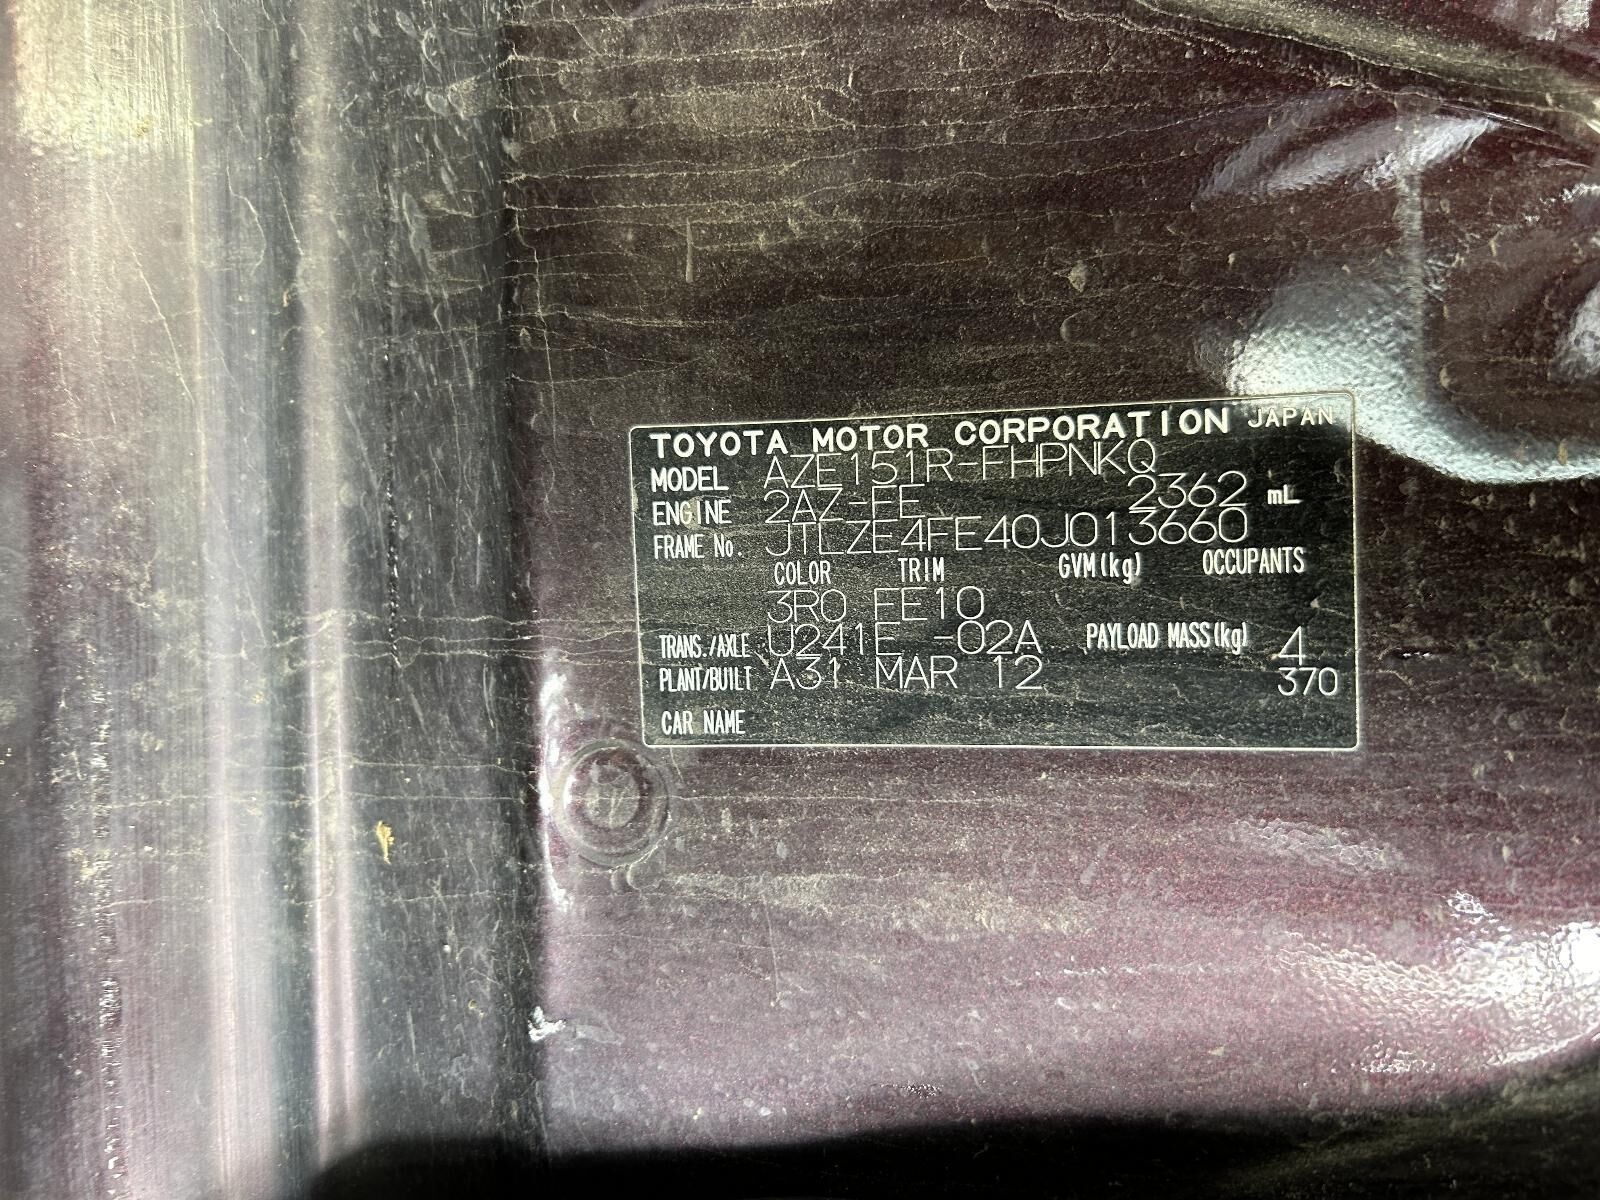 TOYOTA MOTOR CORPORATION JAPAN
MODEL AZE151R-FHPNKQ
ENGINE 2AZ-FE 2362 mL
FRAME No. JTLZE4FE40J013660
COLOR TRIM GVM(kg) OCCUPANTS
3R0 FE10
TRANS./AXLE U241E -02A PAYLOAD MASS(kg) 4
PLANT/BUILT A31 MAR 12 370
CAR NAME